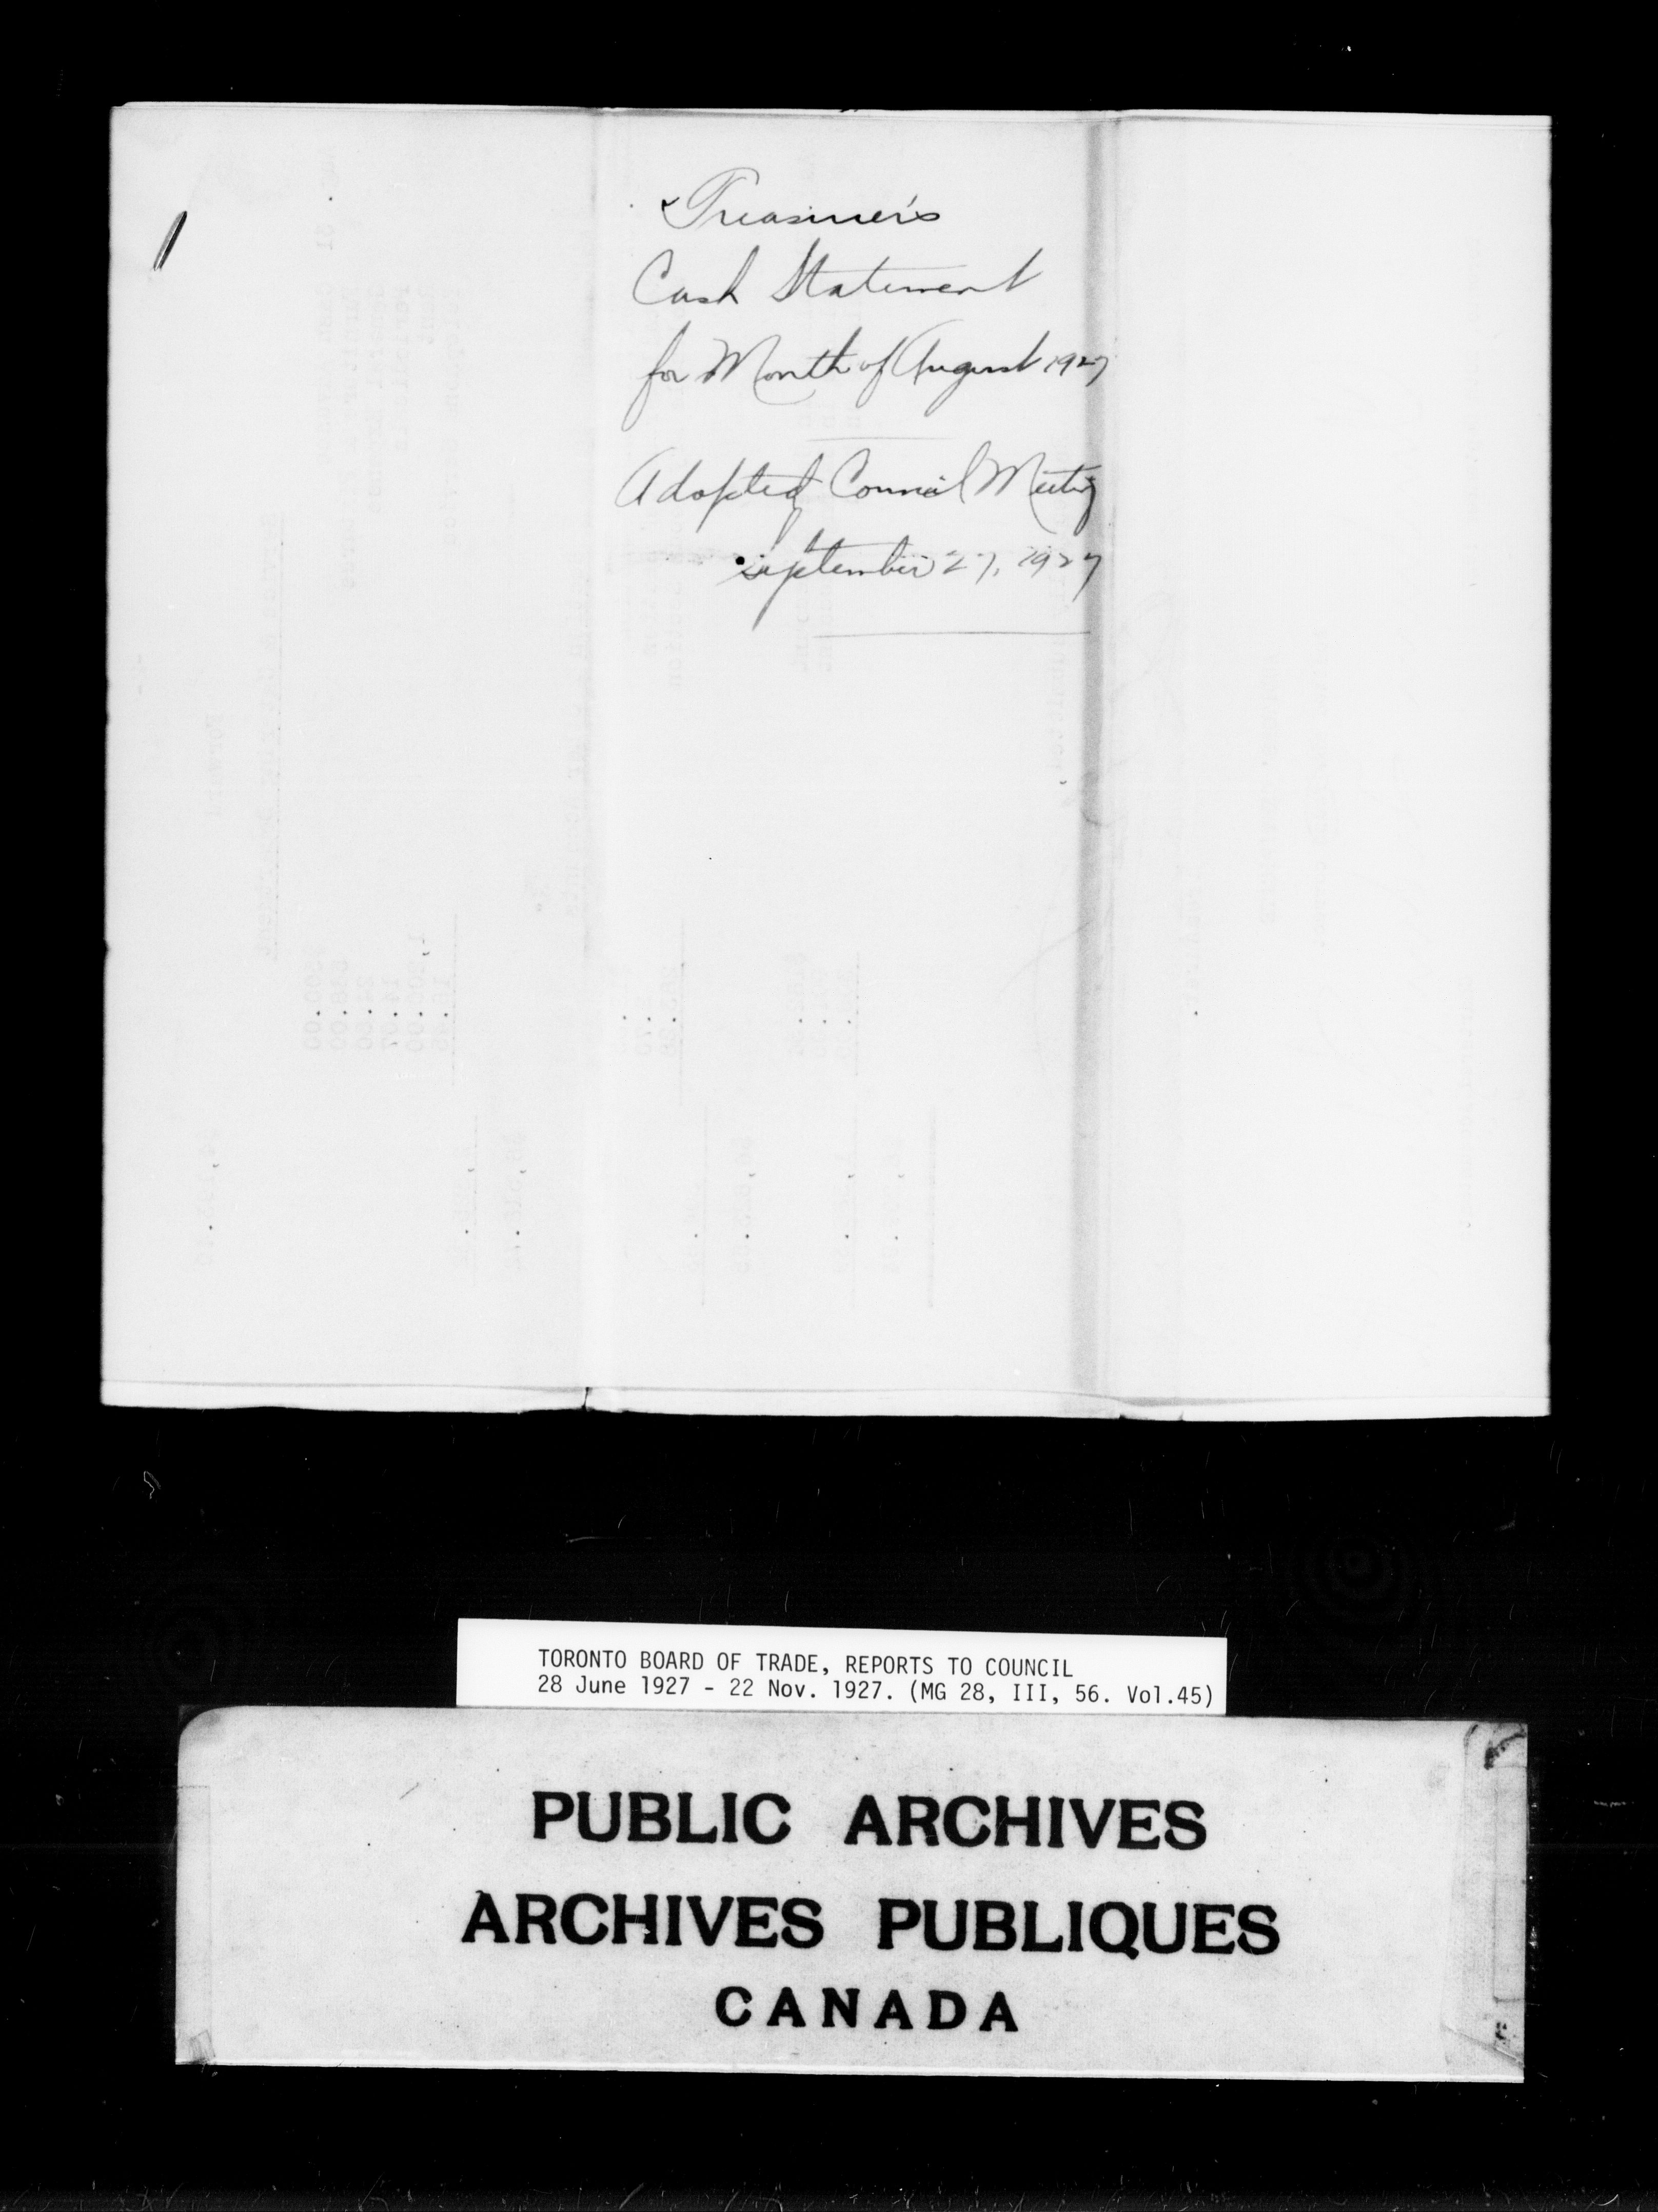 Treasurer's
Cash Statement
for Month of August 1927
Adopted Council Meeting
September 27, 1927
TORONTO BOARD OF TRADE, REPORTS TO COUNCIL
28 June 1927 - 22 Nov. 1927. (MG 28, III, 56. Vol.45)
PUBLIC ARCHIVES
ARCHIVES PUBLIQUES
CANADA